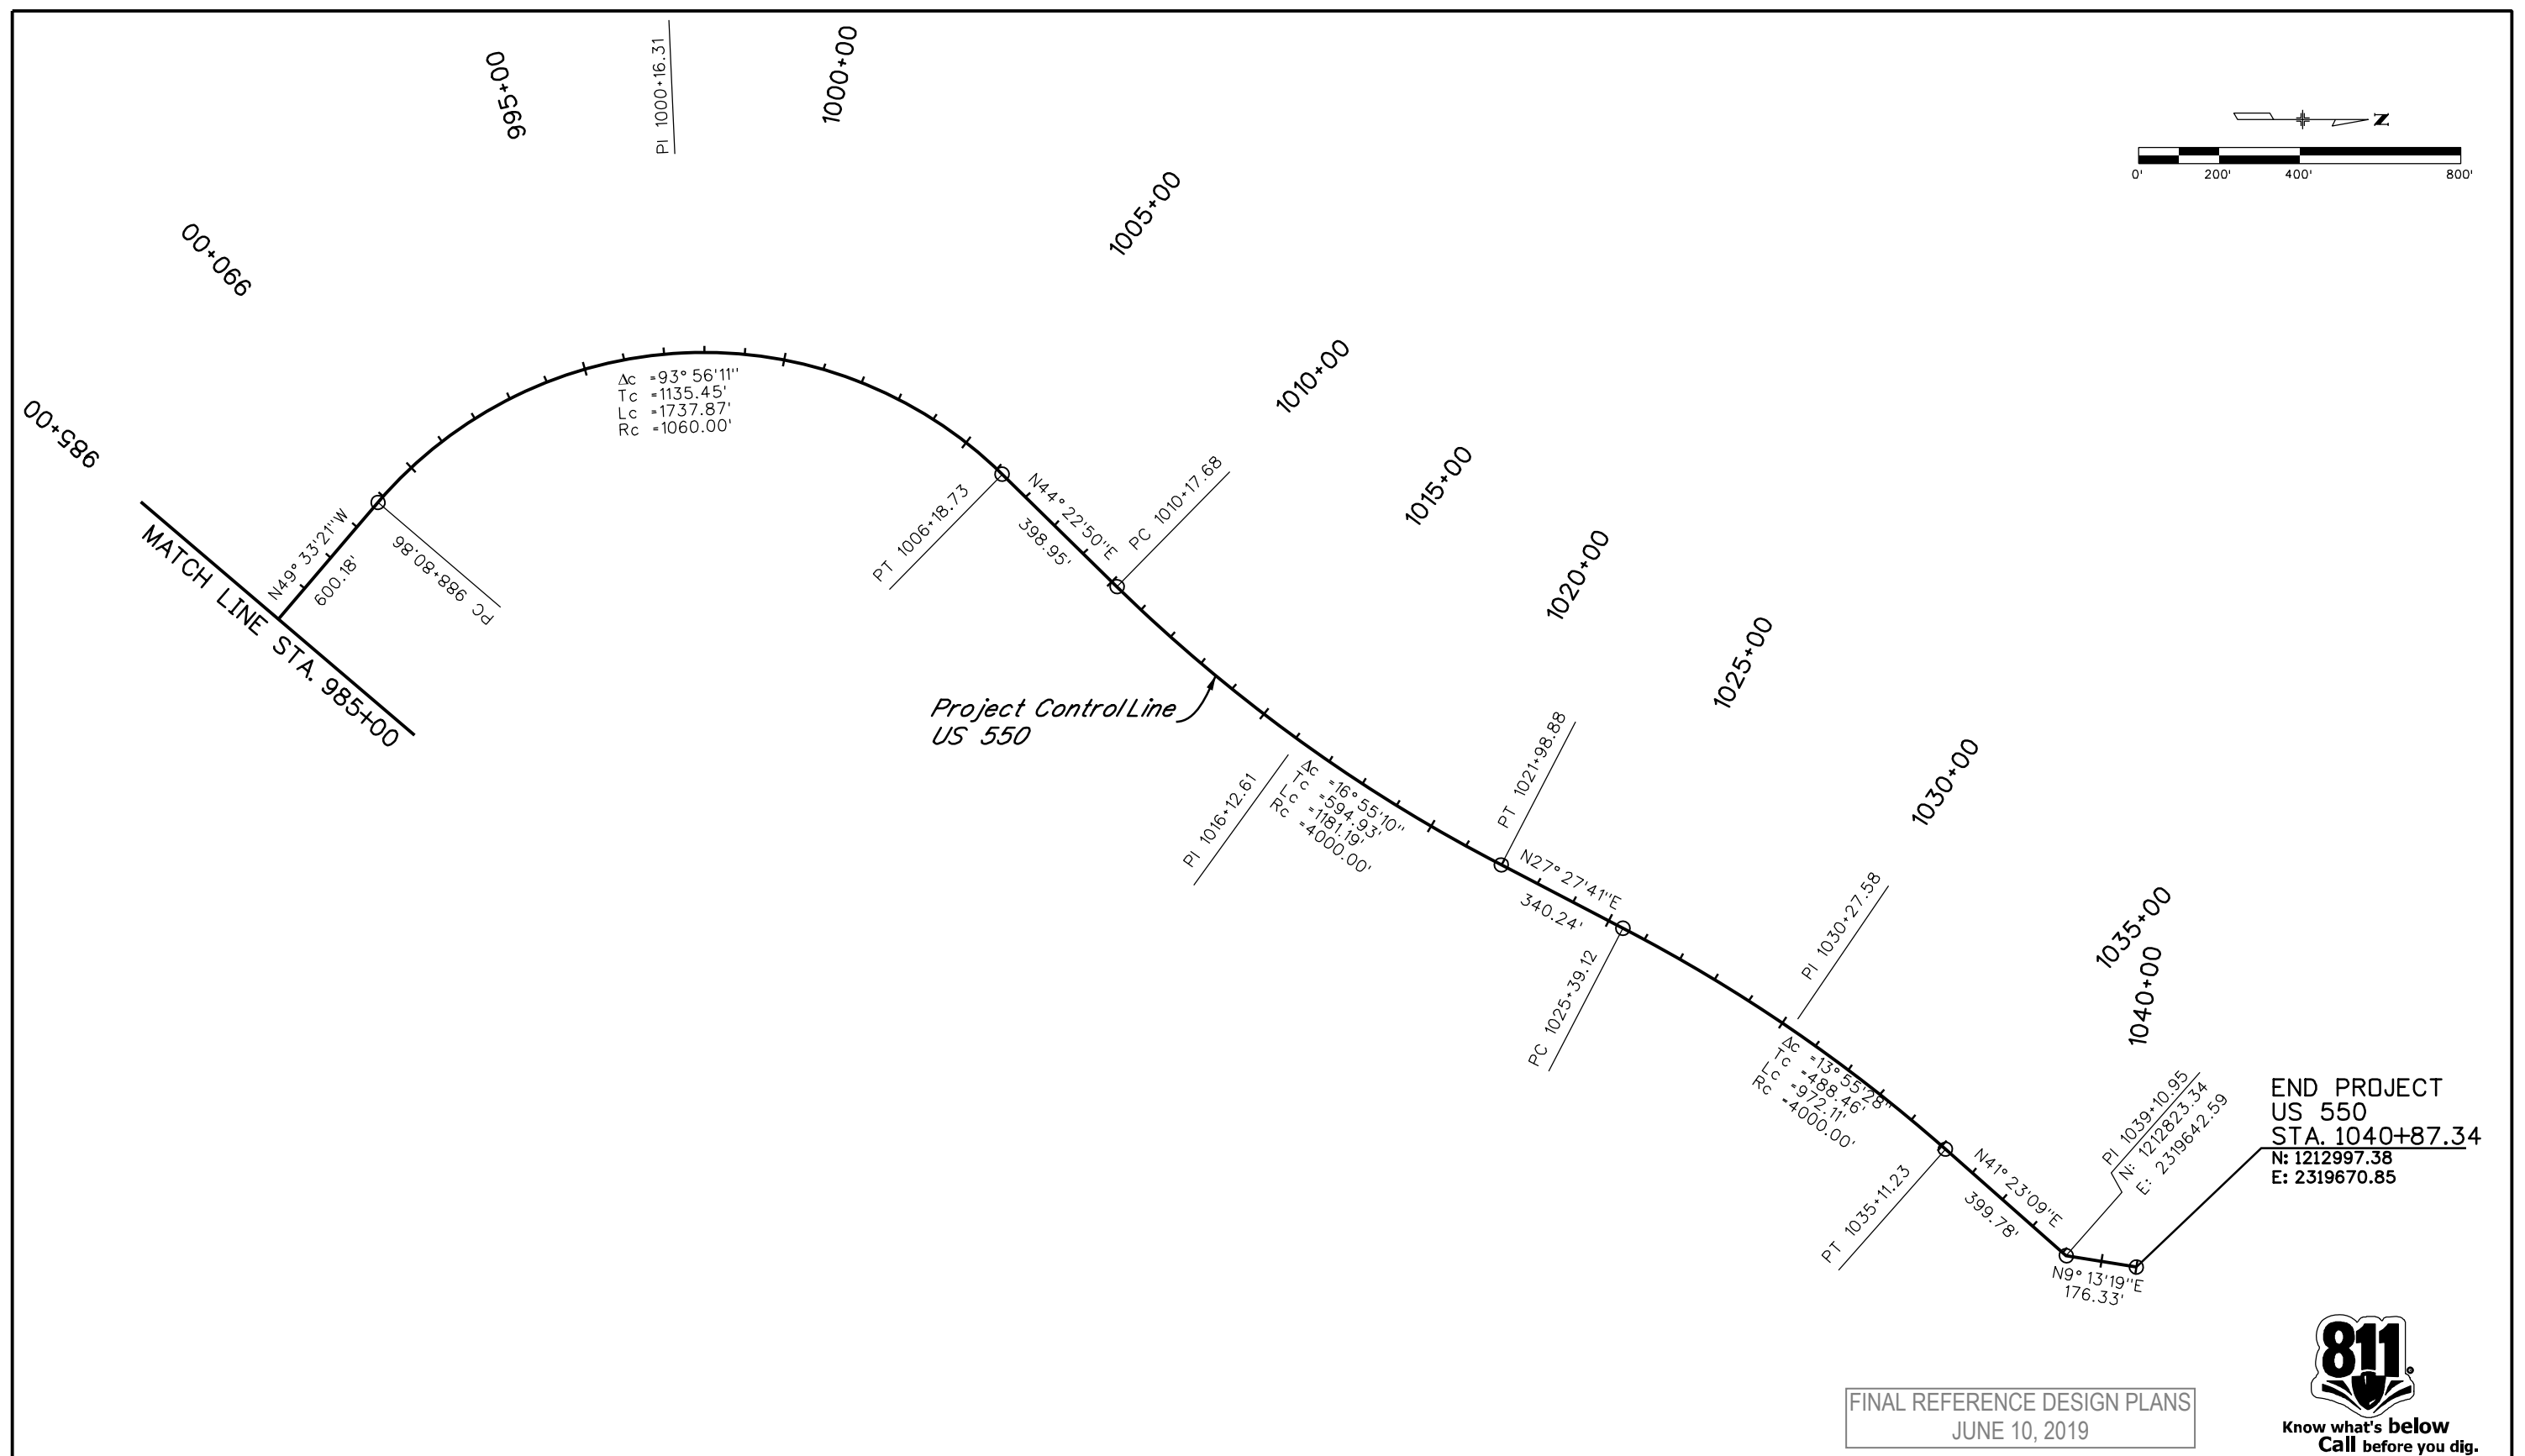 985+00
990+00
995+00
PI 1000+16.31
1000+00
1005+00
1010+00
1015+00
1020+00
1025+00
1030+00
1035+00
1040+00
N
0' 200' 400' 800'
MATCH LINE STA. 985+00
N49° 33'21"W
600.18'
PC 988+80.86
Δc =93° 56'11"
Tc =1135.45'
Lc =1737.87'
Rc =1060.00'
PT 1006+18.73
N44° 22'50"E
398.95'
PC 1010+17.68
Project Control Line
US 550
PI 1016+12.61
Δc =16° 55'10"
Tc =594.93'
Lc =1181.19'
Rc =4000.00'
PT 1021+98.88
N27° 27'41"E
340.24'
PC 1025+39.12
PI 1030+27.58
Δc =13° 55'28"
Tc =488.46'
Lc =972.11'
Rc =4000.00'
PT 1035+11.23
N41° 23'09"E
399.78'
PI 1039+10.95
N: 1212823.34
E: 2319642.59
N9° 13'19"E
176.33'
END PROJECT
US 550
STA. 1040+87.34
N: 1212997.38
E: 2319670.85
FINAL REFERENCE DESIGN PLANS
JUNE 10, 2019
811®
Know what's below
Call before you dig.